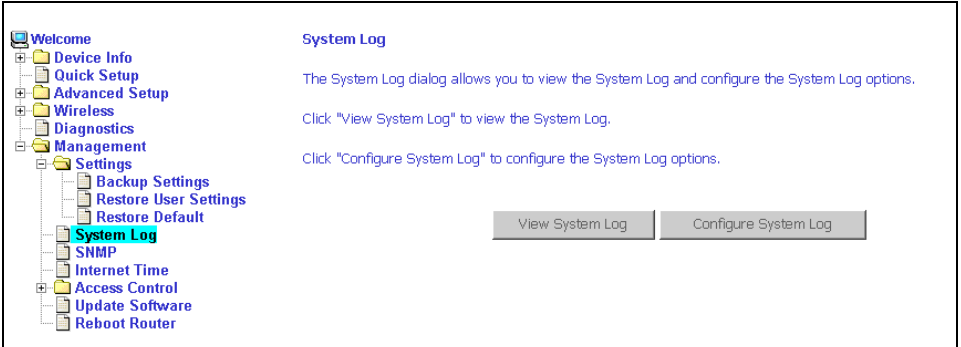 Welcome
Device Info
Quick Setup
Advanced Setup
Wireless
Diagnostics
Management
Settings
Backup Settings
Restore User Settings
Restore Default
System Log
SNMP
Internet Time
Access Control
Update Software
Reboot Router
System Log
The System Log dialog allows you to view the System Log and configure the System Log options.
Click "View System Log" to view the System Log.
Click "Configure System Log" to configure the System Log options.
View System Log
Configure System Log